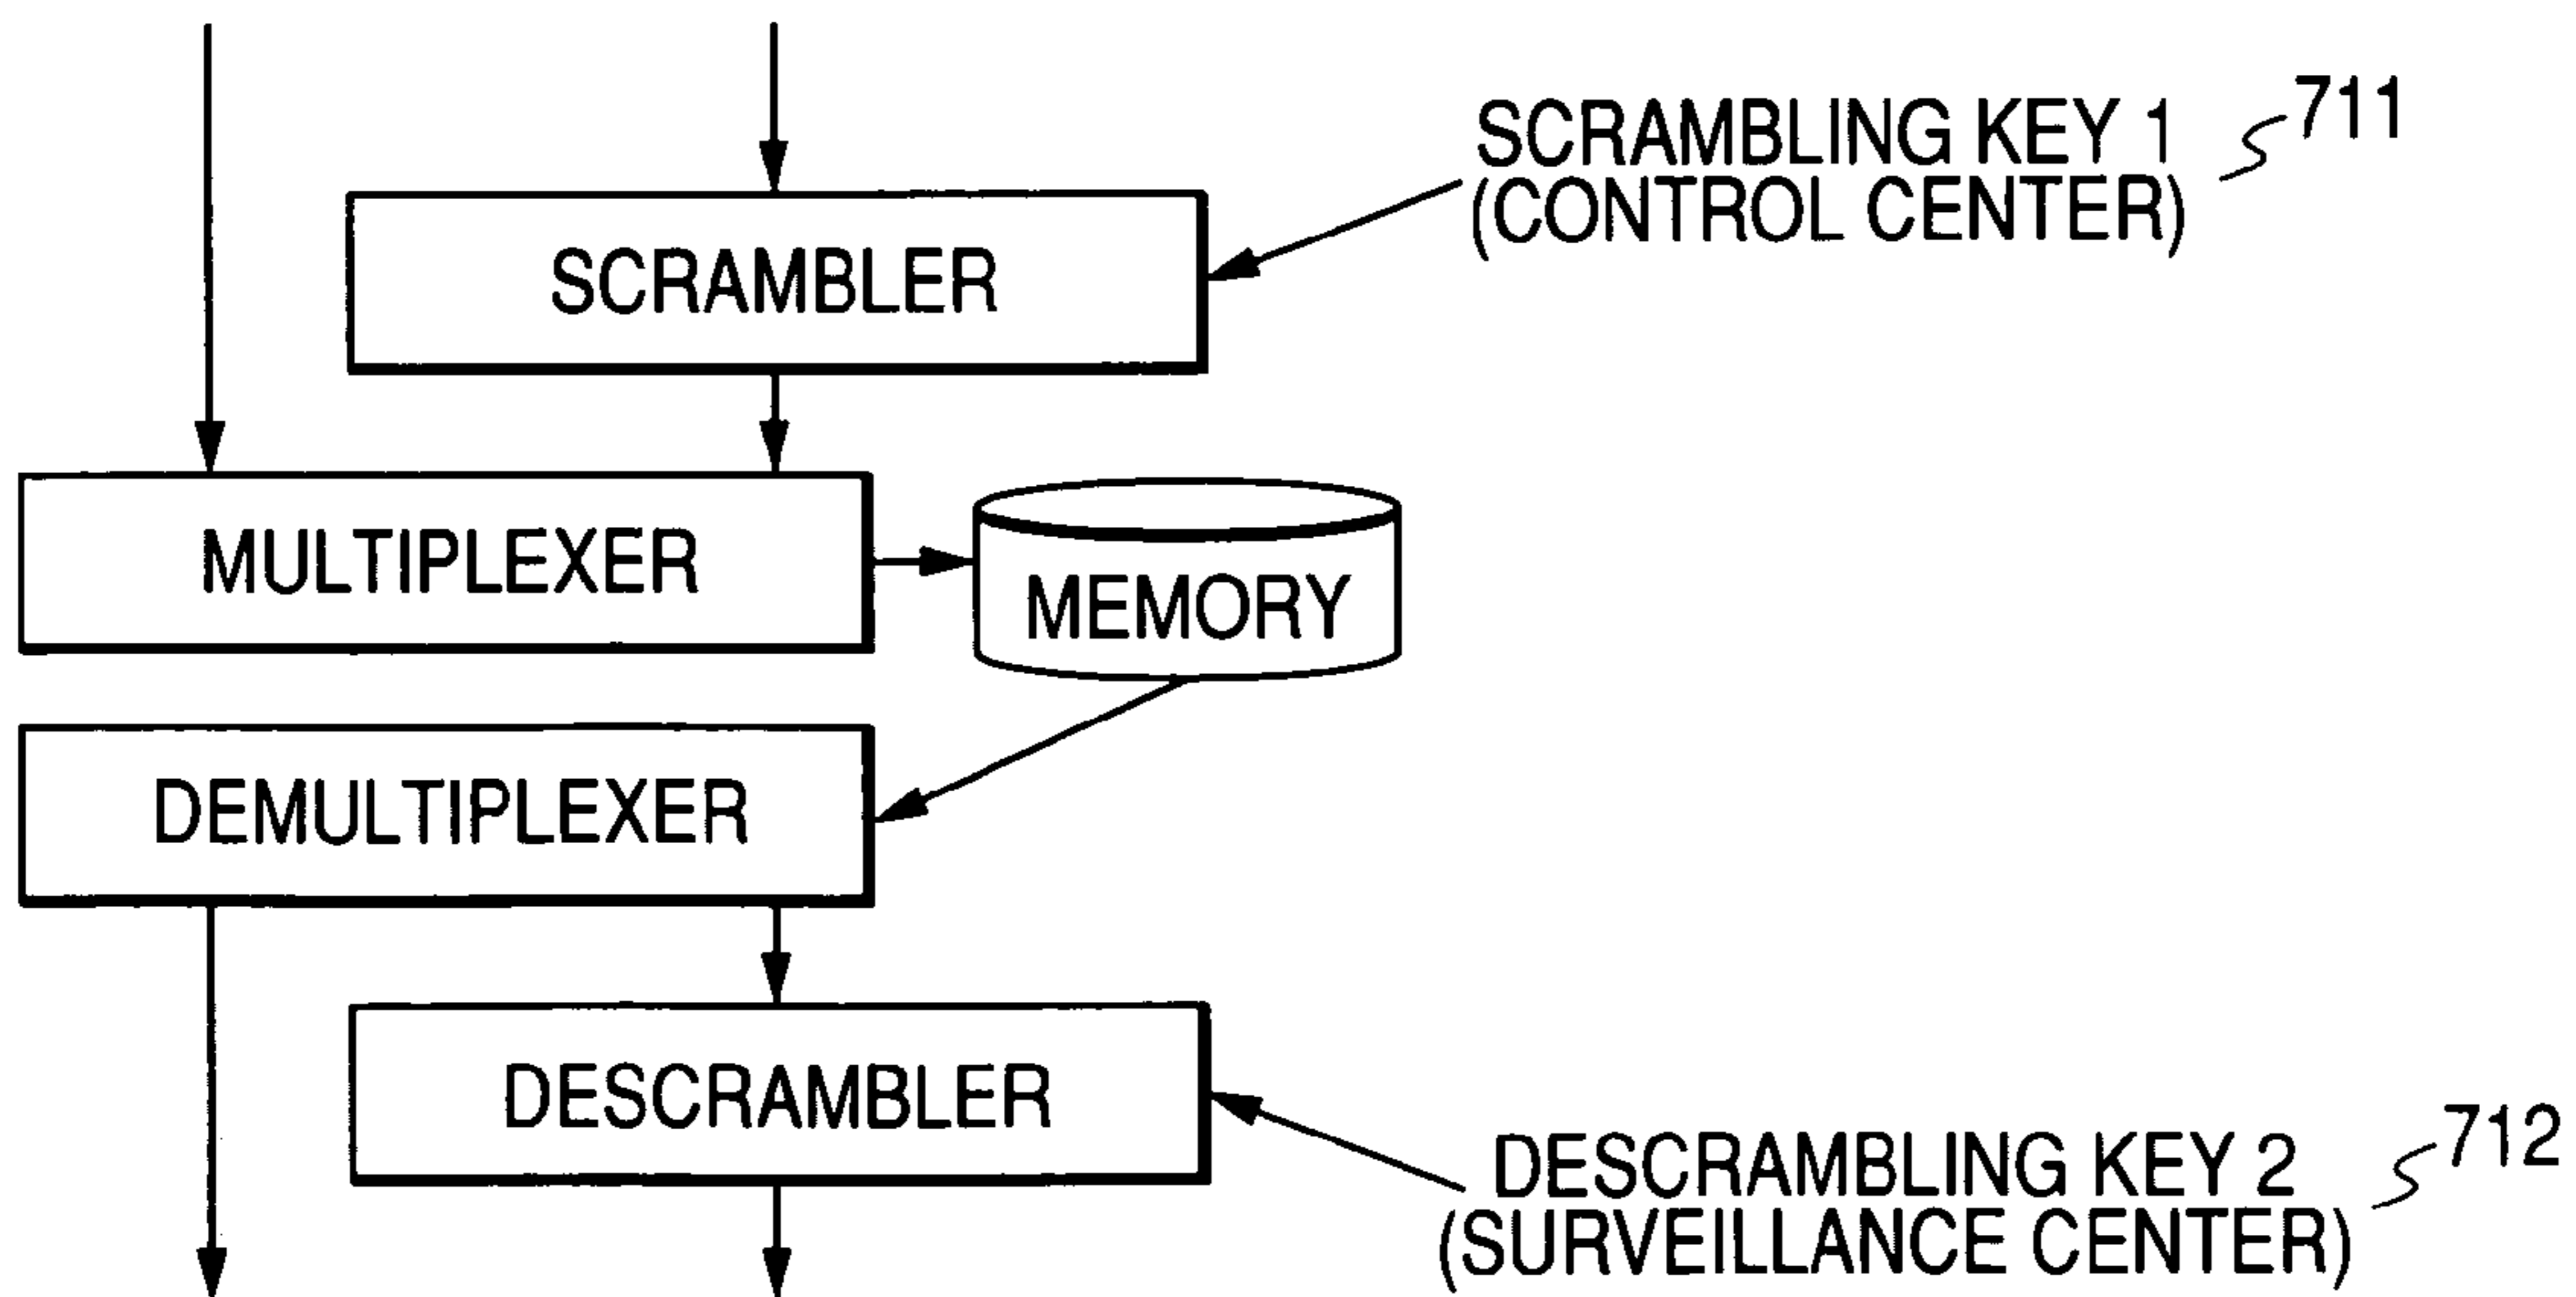 711
SCRAMBLING KEY 1
(CONTROL CENTER)
SCRAMBLER
MULTIPLEXER
MEMORY
DEMULTIPLEXER
DESCRAMBLER
712
DESCRAMBLING KEY 2
(SURVEILLANCE CENTER)